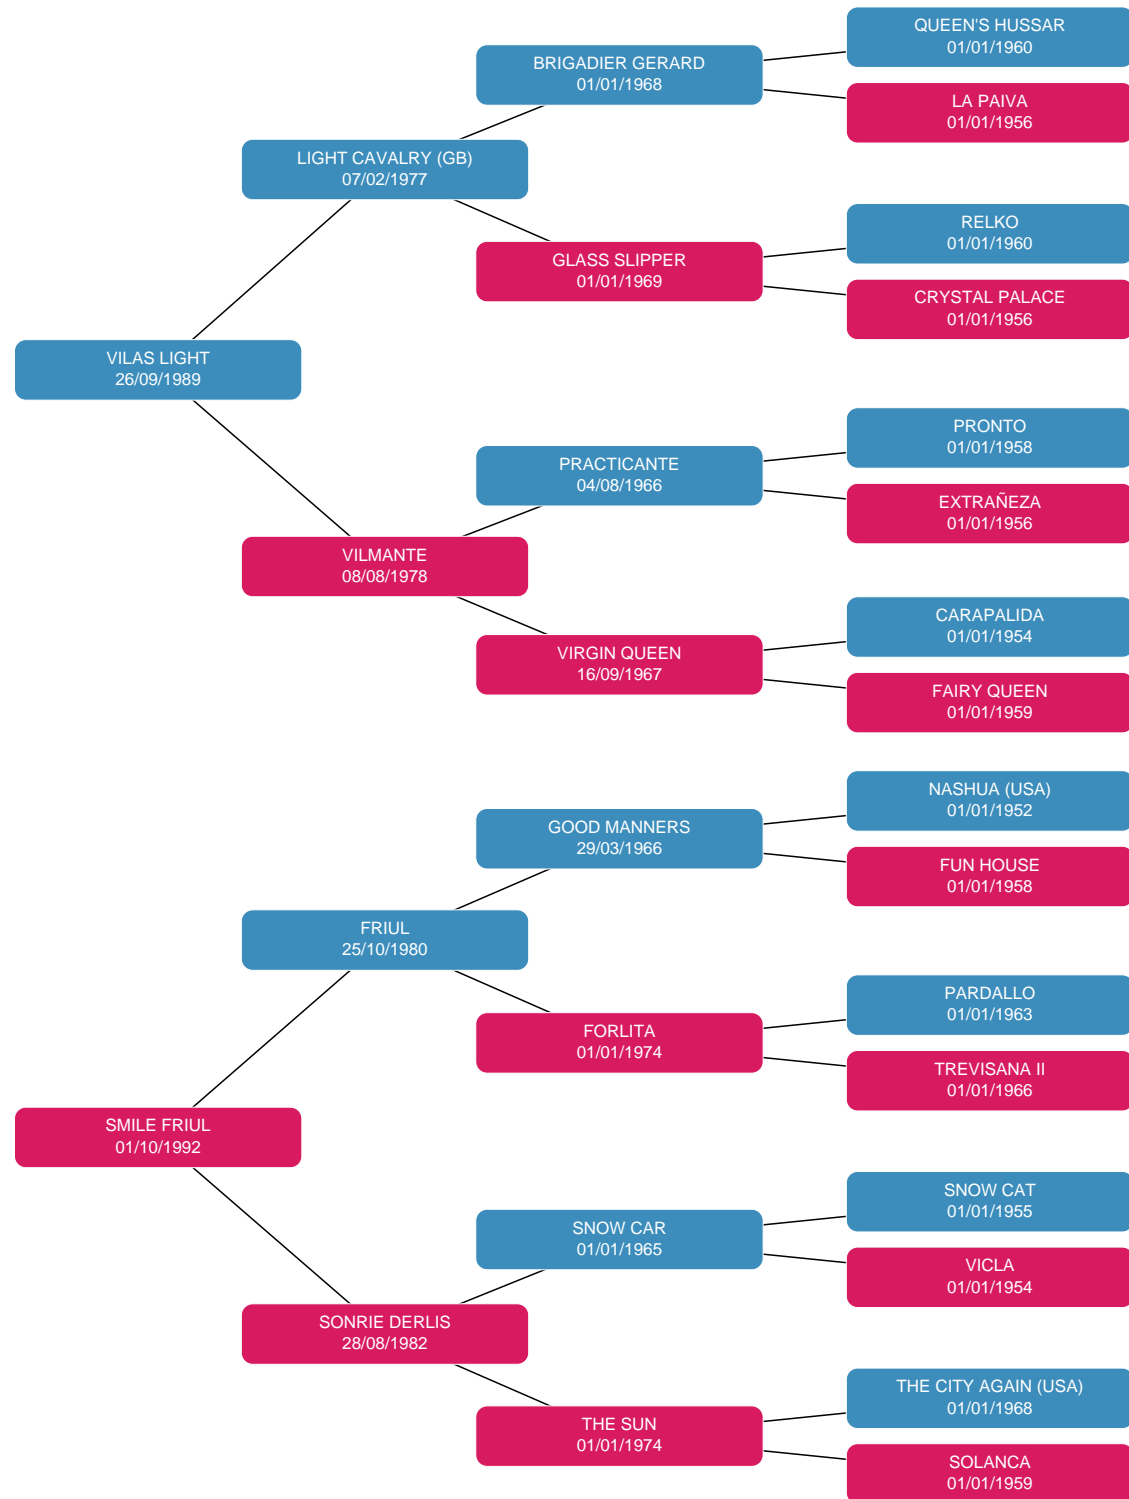 QUEEN'S HUSSAR
01/01/1960
BRIGADIER GERARD
01/01/1968
LA PAIVA
01/01/1956
LIGHT CAVALRY (GB)
07/02/1977
RELKO
01/01/1960
GLASS SLIPPER
01/01/1969
CRYSTAL PALACE
01/01/1956
VILAS LIGHT
26/09/1989
PRONTO
01/01/1958
PRACTICANTE
04/08/1966
EXTRAÑEZA
01/01/1956
VILMANTE
08/08/1978
CARAPALIDA
01/01/1954
VIRGIN QUEEN
16/09/1967
FAIRY QUEEN
01/01/1959
NASHUA (USA)
01/01/1952
GOOD MANNERS
29/03/1966
FUN HOUSE
01/01/1958
FRIUL
25/10/1980
PARDALLO
01/01/1963
FORLITA
01/01/1974
TREVISANA II
01/01/1966
SMILE FRIUL
01/10/1992
SNOW CAT
01/01/1955
SNOW CAR
01/01/1965
VICLA
01/01/1954
SONRIE DERLIS
28/08/1982
THE CITY AGAIN (USA)
01/01/1968
THE SUN
01/01/1974
SOLANCA
01/01/1959